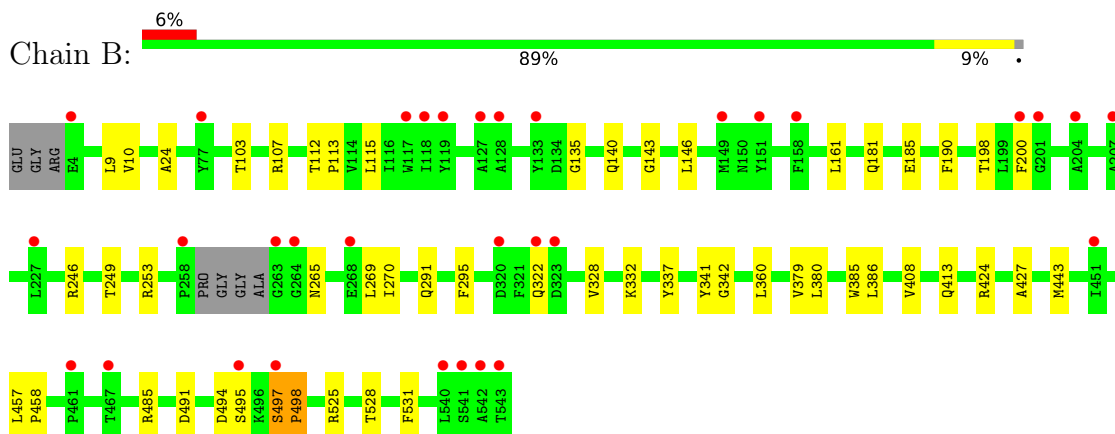 6%
Chain B:
89% 9% •
GLU GLY ARG E4 L9 V10 A24 Y77 T103 R107 T112 P113 V114 L115 I116 W117 I118 Y119 A127 A128 Y133 D134 G135 Q140 G143 L146 M149 N150 Y151 F158 L161 Q181 E185 F190 T198 L199 F200 G201 A204 A207
L227 R246 T249 R253 P258 PRO GLY GLY ALA G263 G264 N265 E268 L269 I270 Q291 F295 D320 F321 Q322 D323 V328 K332 Y337 Y341 G342 L360 V379 L380 W385 L386 V408 Q413 R424 A427 M443 I451
L457 P458 P461 T467 R485 D491 D494 S495 K496 S497 P498 R525 T528 F531 L540 S541 A542 T543